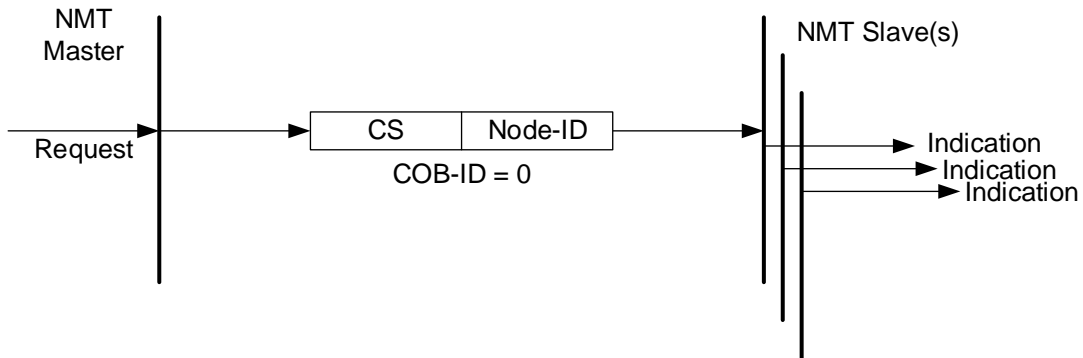 NMT
Master
NMT Slave(s)
CS
Node-ID
Request
COB-ID = 0
Indication
Indication
Indication